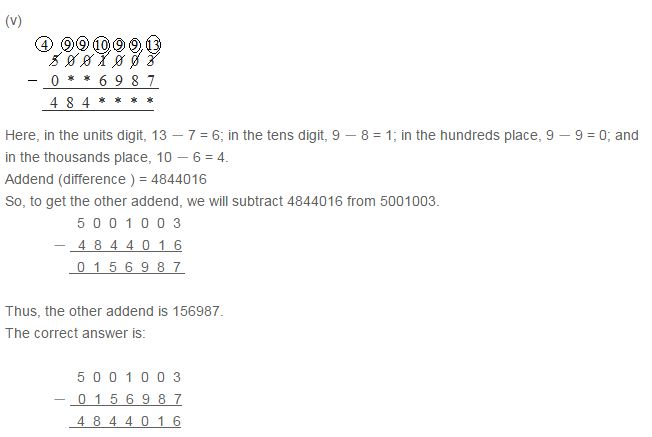 (v)
4 9 9 10 9 9 13
5 0 0 1 0 0 3
− 0 * * 6 9 8 7
4 8 4 * * * *
Here, in the units digit, 13 − 7 = 6; in the tens digit, 9 − 8 = 1; in the hundreds place, 9 − 9 = 0; and
in the thousands place, 10 − 6 = 4.
Addend (difference ) = 4844016
So, to get the other addend, we will subtract 4844016 from 5001003.
5 0 0 1 0 0 3
− 4 8 4 4 0 1 6
0 1 5 6 9 8 7
Thus, the other addend is 156987.
The correct answer is:
5 0 0 1 0 0 3
− 0 1 5 6 9 8 7
4 8 4 4 0 1 6